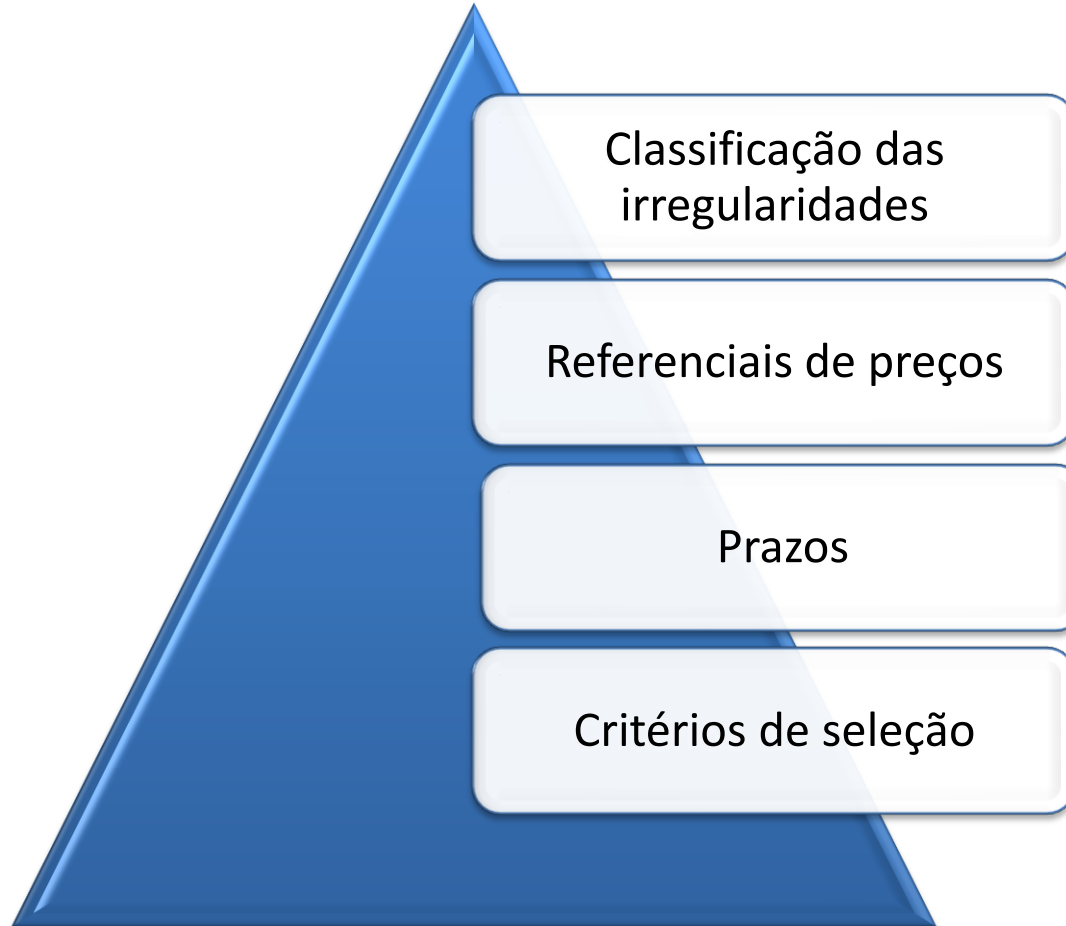 Classificação das
irregularidades
Referenciais de preços
Prazos
Critérios de seleção